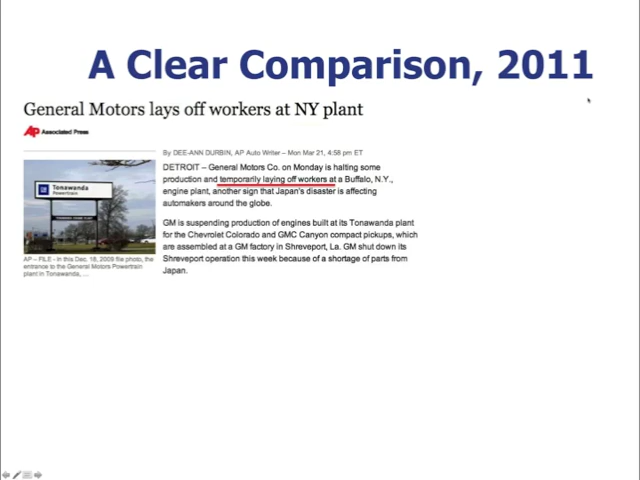 A Clear Comparison, 2011
General Motors lays off workers at NY plant
AP Associated Press
By DEE-ANN DURBIN, AP Auto Writer – Mon Mar 21, 4:58 pm ET
DETROIT – General Motors Co. on Monday is halting some
production and temporarily laying off workers at a Buffalo, N.Y.,
engine plant, another sign that Japan's disaster is affecting
automakers around the globe.
GM is suspending production of engines built at its Tonawanda plant
for the Chevrolet Colorado and GMC Canyon compact pickups, which
are assembled at a GM factory in Shreveport, La. GM shut down its
Shreveport operation this week because of a shortage of parts from
Japan.
GM
Tonawanda
Powertrain
AP – FILE - In this Dec. 18, 2009 file photo, the
entrance to the General Motors Powertrain
plant in Tonawanda, ...